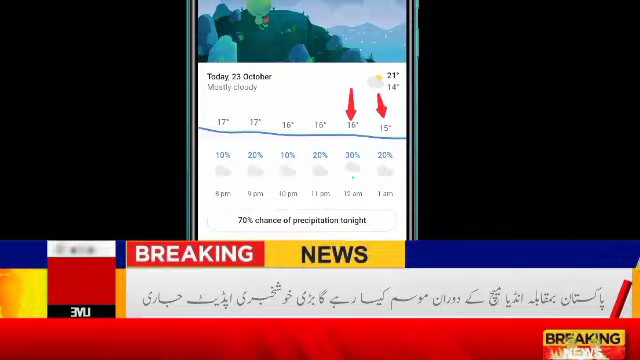 Today, 23 October
Mostly cloudy
21°
14°
17° 17° 16° 16° 16° 15°
10% 20% 10% 20% 30% 20%
8 pm 9 pm 10 pm 11 pm 12 am 1 am
70% chance of precipitation tonight
BREAKING NEWS
پاکستان بمقابلہ انڈیا میچ کے دوران موسم کیسا رہے گا بڑی خوشخبری اپڈیٹ جاری
LIVE
BREAKING
NEWS